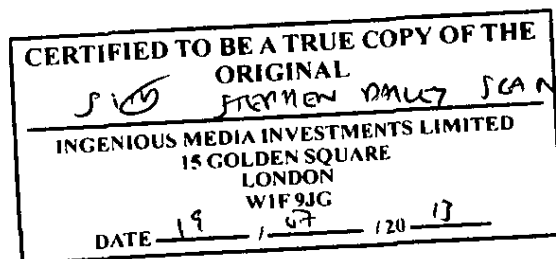 CERTIFIED TO BE A TRUE COPY OF THE
ORIGINAL
STEPHEN
INGENIOUS MEDIA INVESTMENTS LIMITED
15 GOLDEN SQUARE
LONDON
W1F 9JG
DATE 19 / 07 / 20 13